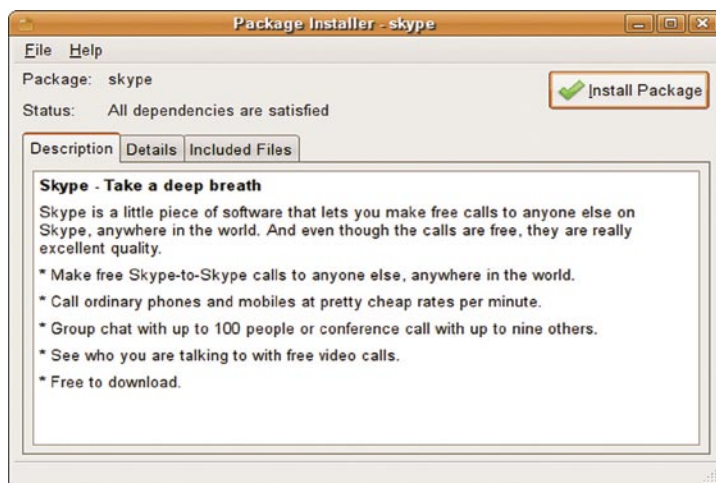 Package Installer - skype
File Help
Package: skype
Install Package
Status: All dependencies are satisfied
Description Details Included Files
Skype - Take a deep breath
Skype is a little piece of software that lets you make free calls to anyone else on
Skype, anywhere in the world. And even though the calls are free, they are really
excellent quality.
* Make free Skype-to-Skype calls to anyone else, anywhere in the world.
* Call ordinary phones and mobiles at pretty cheap rates per minute.
* Group chat with up to 100 people or conference call with up to nine others.
* See who you are talking to with free video calls.
* Free to download.